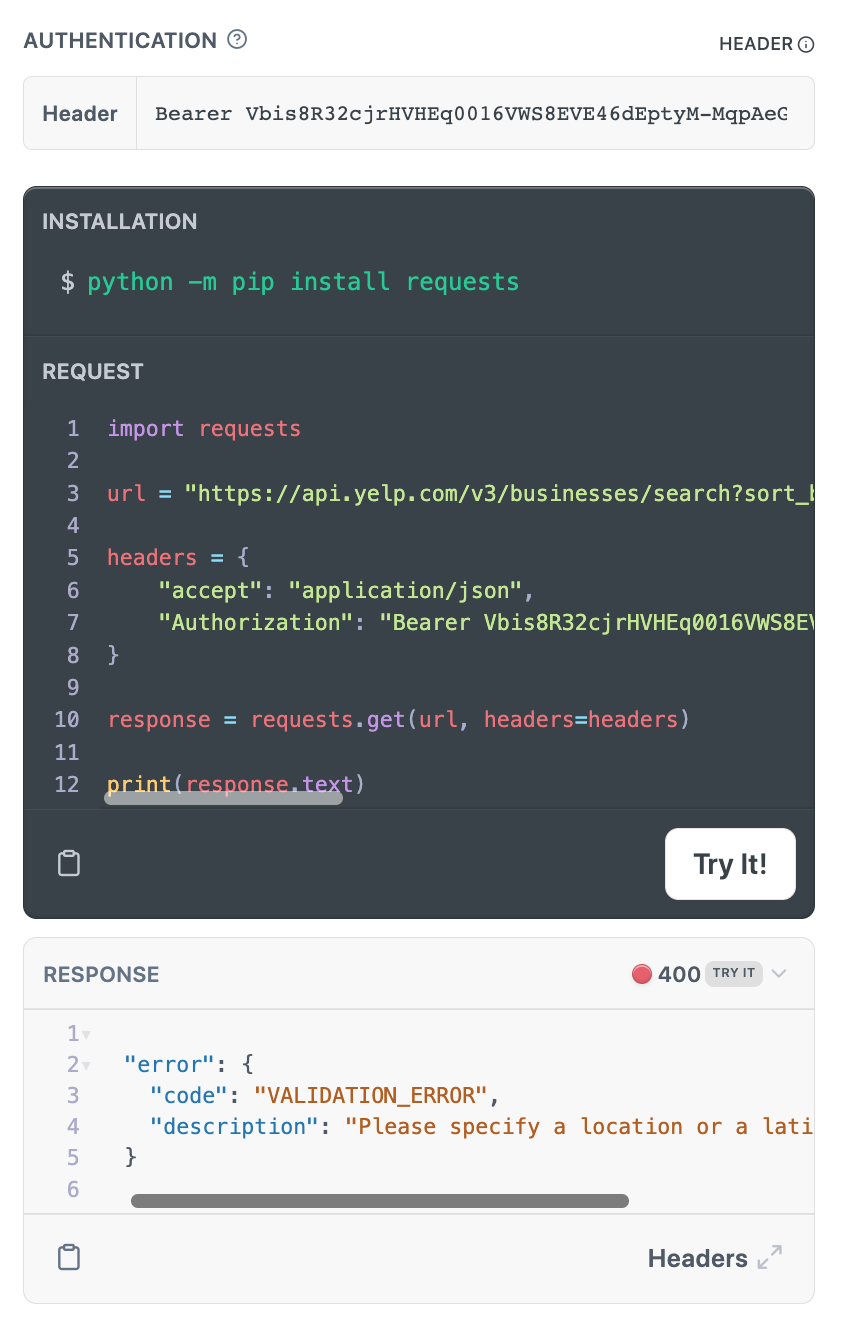 AUTHENTICATION
HEADER
Header Bearer Vbis8R32cjrHVHEq0016VWS8EVE46dEptyM-MqpAeG
INSTALLATION
$ python -m pip install requests
REQUEST
1 import requests
2
3 url = "https://api.yelp.com/v3/businesses/search?sort_b
4
5 headers = {
6 "accept": "application/json",
7 "Authorization": "Bearer Vbis8R32cjrHVHEq0016VWS8EV
8 }
9
10 response = requests.get(url, headers=headers)
11
12 print(response.text)
Try It!
RESPONSE 400 TRY IT
1
2 "error": {
3 "code": "VALIDATION_ERROR",
4 "description": "Please specify a location or a lati
5 }
6
Headers